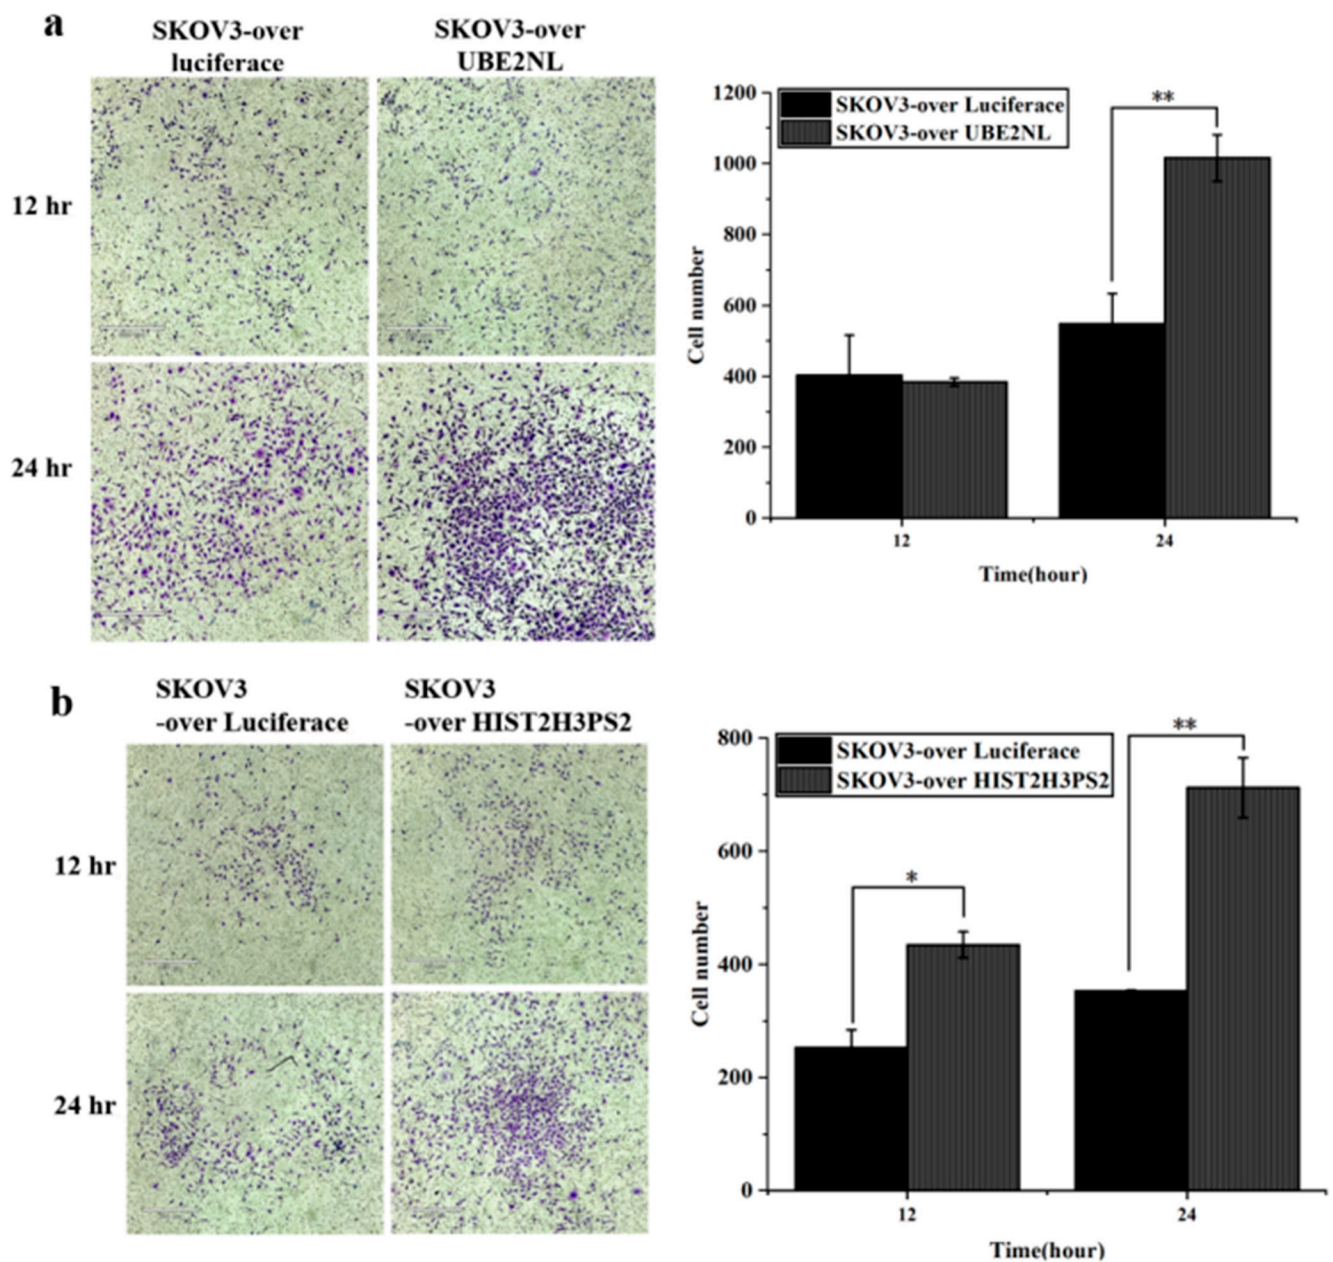 a
SKOV3-over
luciferace
SKOV3-over
UBE2NL
12 hr
24 hr
1200
1000
800
600
400
200
0
Cell number
SKOV3-over Luciferace
SKOV3-over UBE2NL
**
12
24
Time(hour)
b
SKOV3
-over Luciferace
SKOV3
-over HIST2H3PS2
12 hr
24 hr
800
600
400
200
0
Cell number
SKOV3-over Luciferace
SKOV3-over HIST2H3PS2
*
**
12
24
Time(hour)